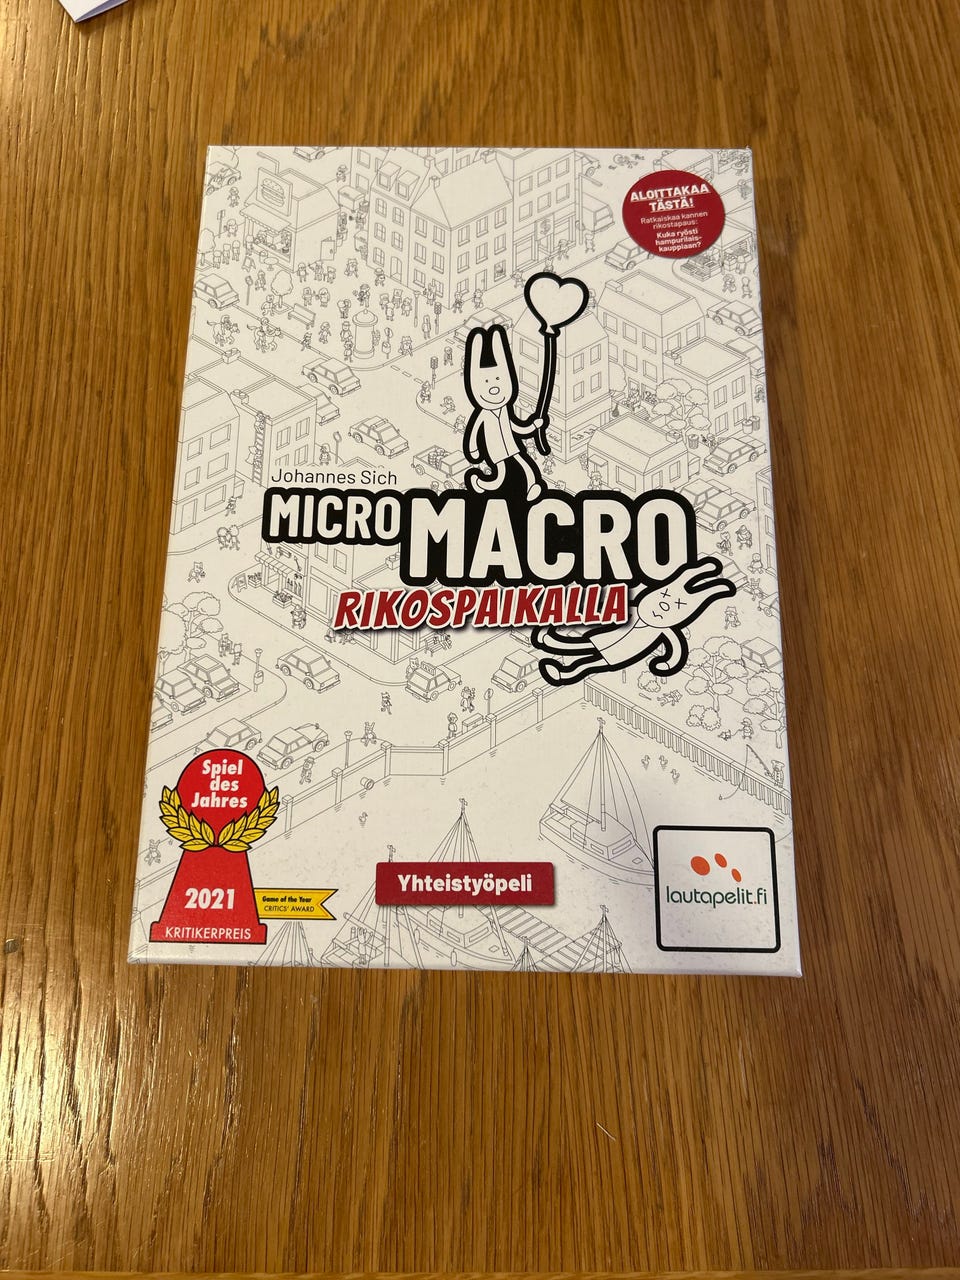 ALOITTAKAA
TÄSTÄ!
Ratkaiskaa kannen
rikostapaus:
Kuka ryösti
hampurilais-
kauppiaan?
Johannes Sich
MICRO MACRO
RIKOSPAIKALLA
Spiel
des
Jahres
2021
KRITIKERPREIS
Game of the Year
CRITICS' AWARD
Yhteistyöpeli
lautapelit.fi